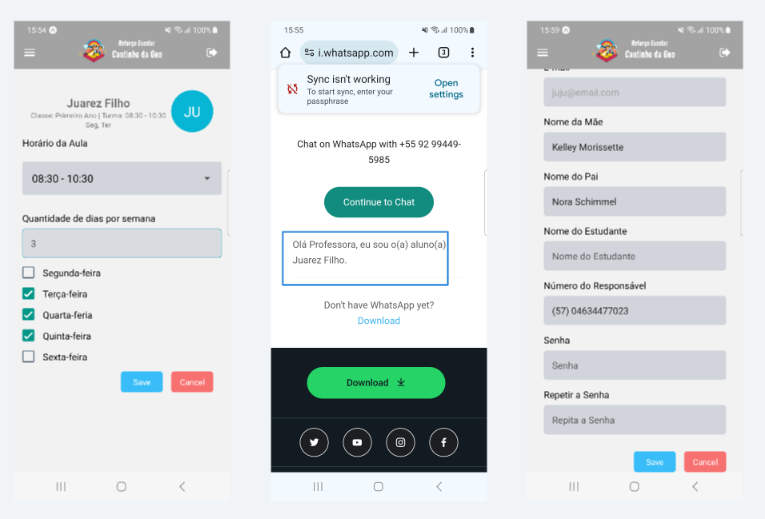 15:54
100%
Reforço Escolar
Cantinho da Geo
Juarez Filho
Classe: Primeiro Ano | Turma: 08:30 - 10:30
Seg, Ter
JU
Horário da Aula
08:30 - 10:30
Quantidade de dias por semana
3
Segunda-feira
Terça-feira
Quarta-feria
Quinta-feira
Sexta-feira
Save
Cancel
15:55
100%
i.whatsapp.com
3
Sync isn't working
To start sync, enter your
passphrase
Open
settings
Chat on WhatsApp with +55 92 99449-
5985
Continue to Chat
Olá Professora, eu sou o(a) aluno(a)
Juarez Filho.
Don't have WhatsApp yet?
Download
Download
15:59
100%
Reforço Escolar
Cantinho da Geo
E-mail
juju@email.com
Nome da Mãe
Kelley Morissette
Nome do Pai
Nora Schimmel
Nome do Estudante
Nome do Estudante
Número do Responsável
(57) 04634477023
Senha
Senha
Repetir a Senha
Repita a Senha
Save
Cancel